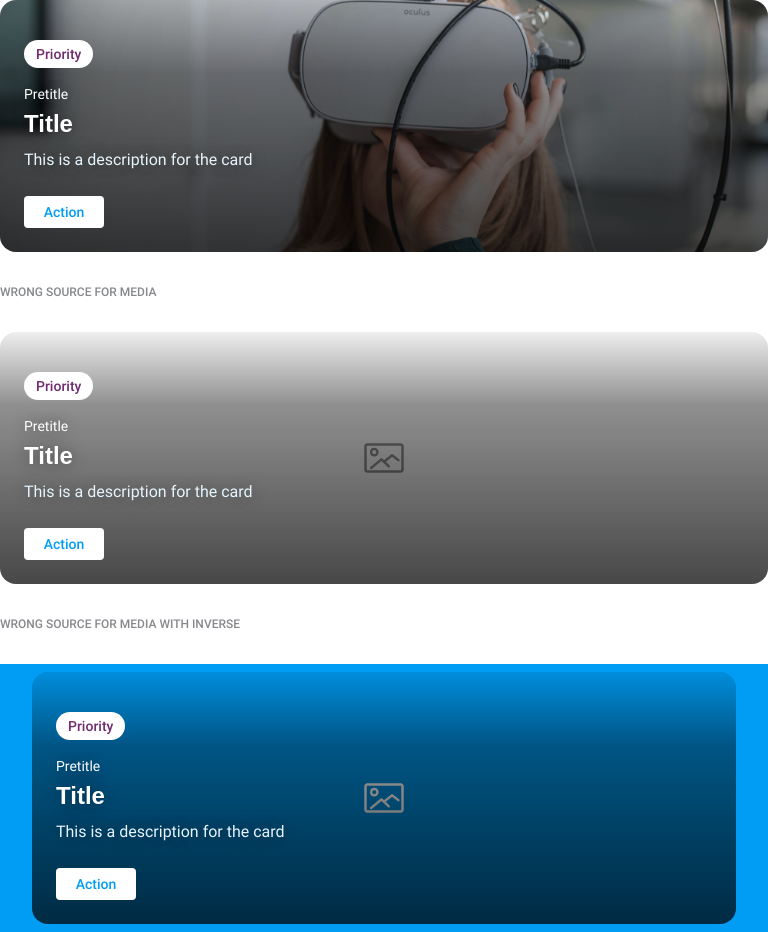 oculus
Priority
Pretitle
Title
This is a description for the card
Action
WRONG SOURCE FOR MEDIA
Priority
Pretitle
Title
This is a description for the card
Action
WRONG SOURCE FOR MEDIA WITH INVERSE
Priority
Pretitle
Title
This is a description for the card
Action